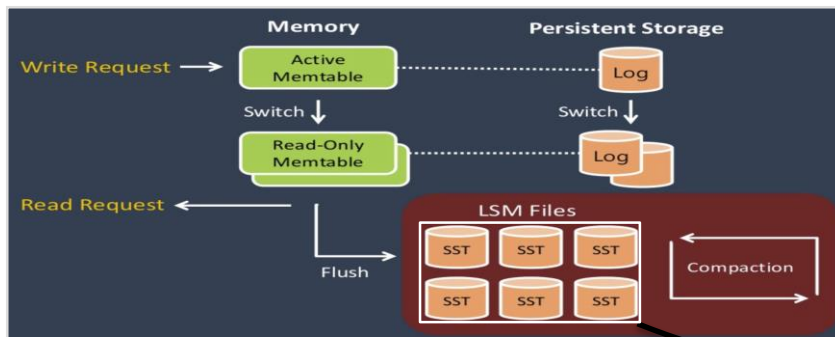 Memory
Persistent Storage
Write Request
Active
Memtable
Log
Switch
Switch
Read-Only
Memtable
Log
Read Request
LSM Files
SST
SST
SST
Flush
Compaction
SST
SST
SST